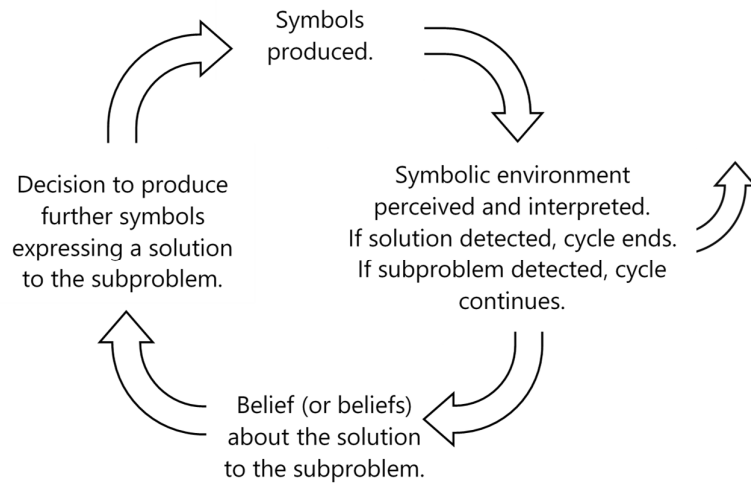 Symbols
produced.
Symbolic environment
perceived and interpreted.
If solution detected, cycle ends.
If subproblem detected, cycle
continues.
Belief (or beliefs)
about the solution
to the subproblem.
Decision to produce
further symbols
expressing a solution
to the subproblem.